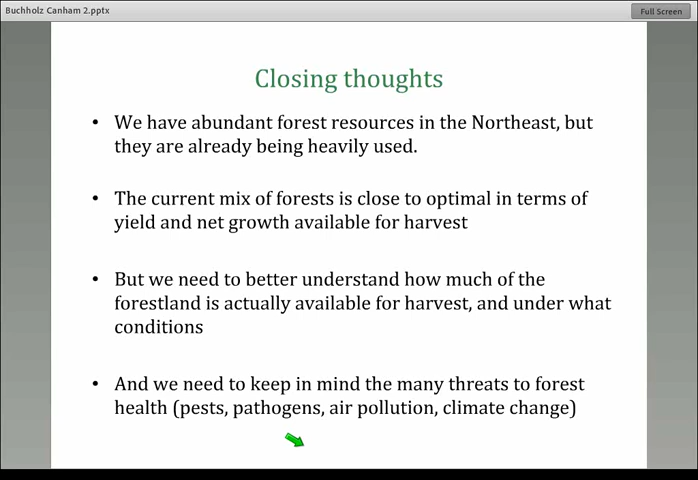 Buchholz Canham 2.pptx
Full Screen
Closing thoughts
• We have abundant forest resources in the Northeast, but
they are already being heavily used.
• The current mix of forests is close to optimal in terms of
yield and net growth available for harvest
• But we need to better understand how much of the
forestland is actually available for harvest, and under what
conditions
• And we need to keep in mind the many threats to forest
health (pests, pathogens, air pollution, climate change)